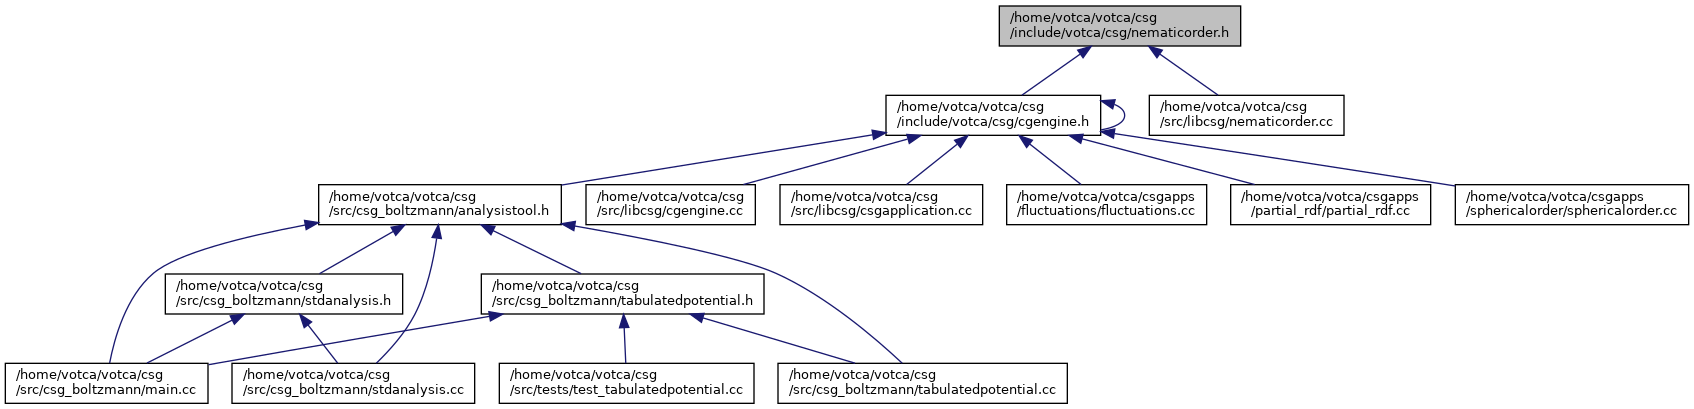 /home/votca/votca/csg
/include/votca/csg/nematicorder.h
/home/votca/votca/csg
/include/votca/csg/cgengine.h
/home/votca/votca/csg
/src/libcsg/nematicorder.cc
/home/votca/votca/csg
/src/csg_boltzmann/analysistool.h
/home/votca/votca/csg
/src/libcsg/cgengine.cc
/home/votca/votca/csg
/src/libcsg/csgapplication.cc
/home/votca/votca/csgapps
/fluctuations/fluctuations.cc
/home/votca/votca/csgapps
/partial_rdf/partial_rdf.cc
/home/votca/votca/csgapps
/sphericalorder/sphericalorder.cc
/home/votca/votca/csg
/src/csg_boltzmann/stdanalysis.h
/home/votca/votca/csg
/src/csg_boltzmann/tabulatedpotential.h
/home/votca/votca/csg
/src/csg_boltzmann/main.cc
/home/votca/votca/csg
/src/csg_boltzmann/stdanalysis.cc
/home/votca/votca/csg
/src/tests/test_tabulatedpotential.cc
/home/votca/votca/csg
/src/csg_boltzmann/tabulatedpotential.cc